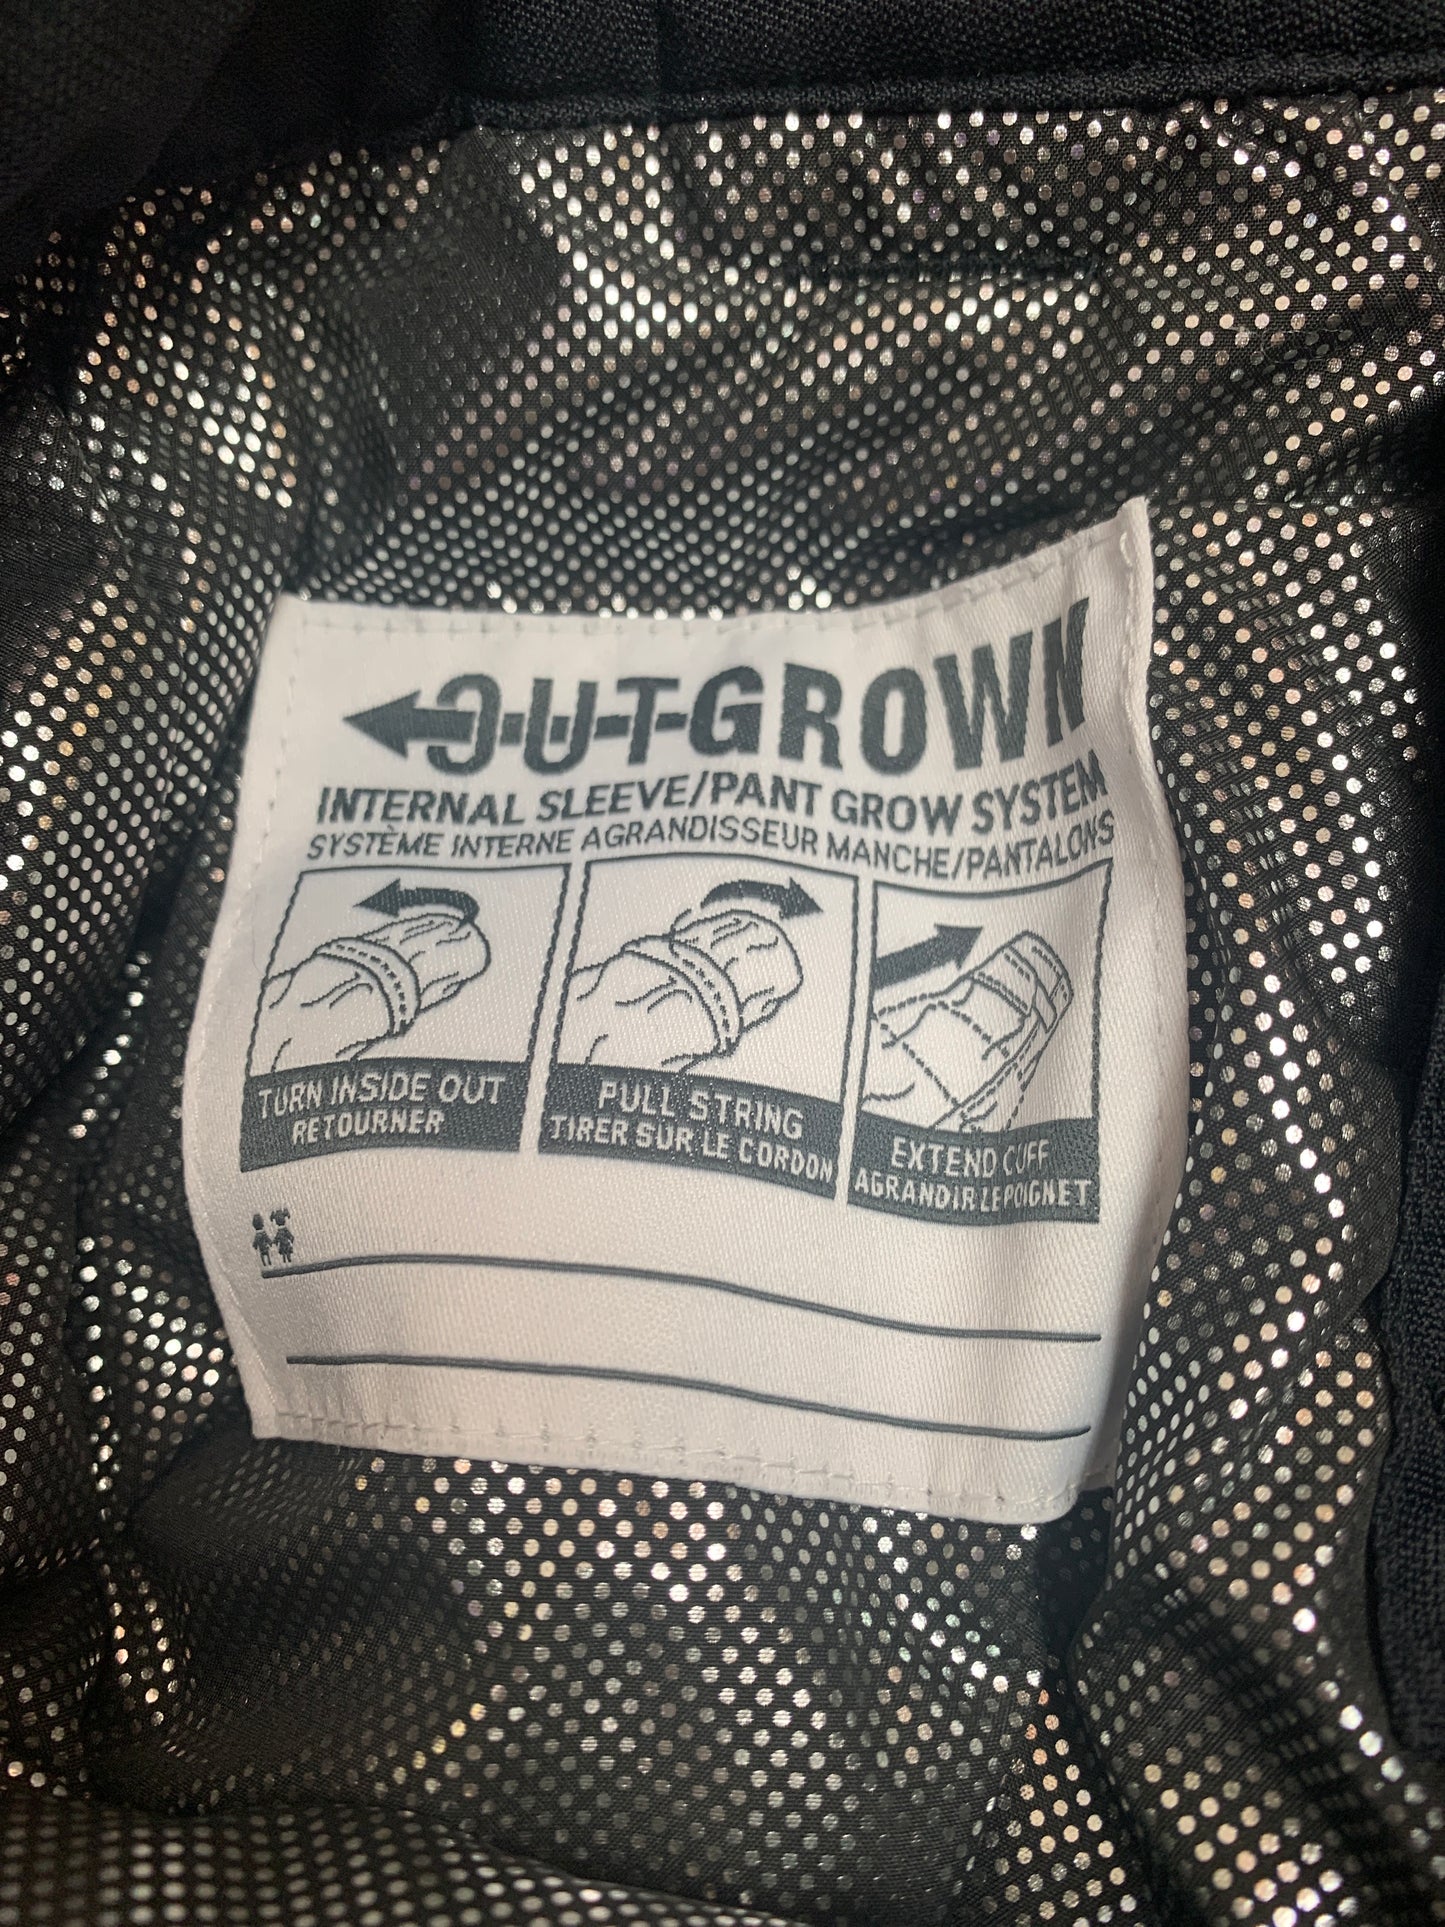 OUTGROWN
INTERNAL SLEEVE/PANT GROW SYSTEM
SYSTÈME INTERNE AGRANDISSEUR MANCHE/PANTALONS
TURN INSIDE OUT
RETOURNER
PULL STRING
TIRER SUR LE CORDON
EXTEND CUFF
AGRANDIR LE POIGNET